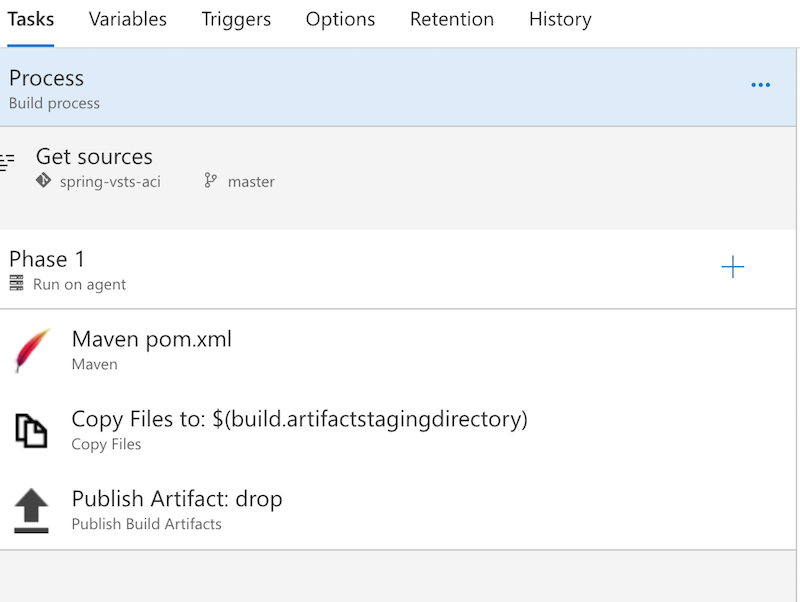 Tasks Variables Triggers Options Retention History
Process
Build process
Get sources
spring-vsts-aci master
Phase 1
Run on agent
Maven pom.xml
Maven
Copy Files to: $(build.artifactstagingdirectory)
Copy Files
Publish Artifact: drop
Publish Build Artifacts